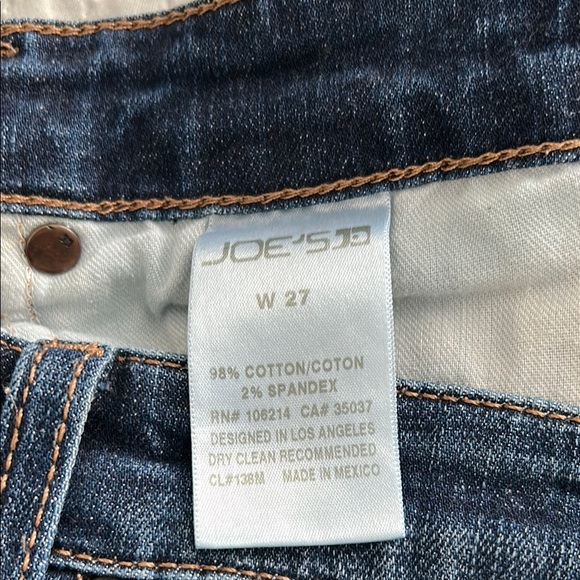 JOE'S
W 27
98% COTTON/COTON
2% SPANDEX
RN# 106214 CA# 35037
DESIGNED IN LOS ANGELES
DRY CLEAN RECOMMENDED
CL#138M MADE IN MEXICO